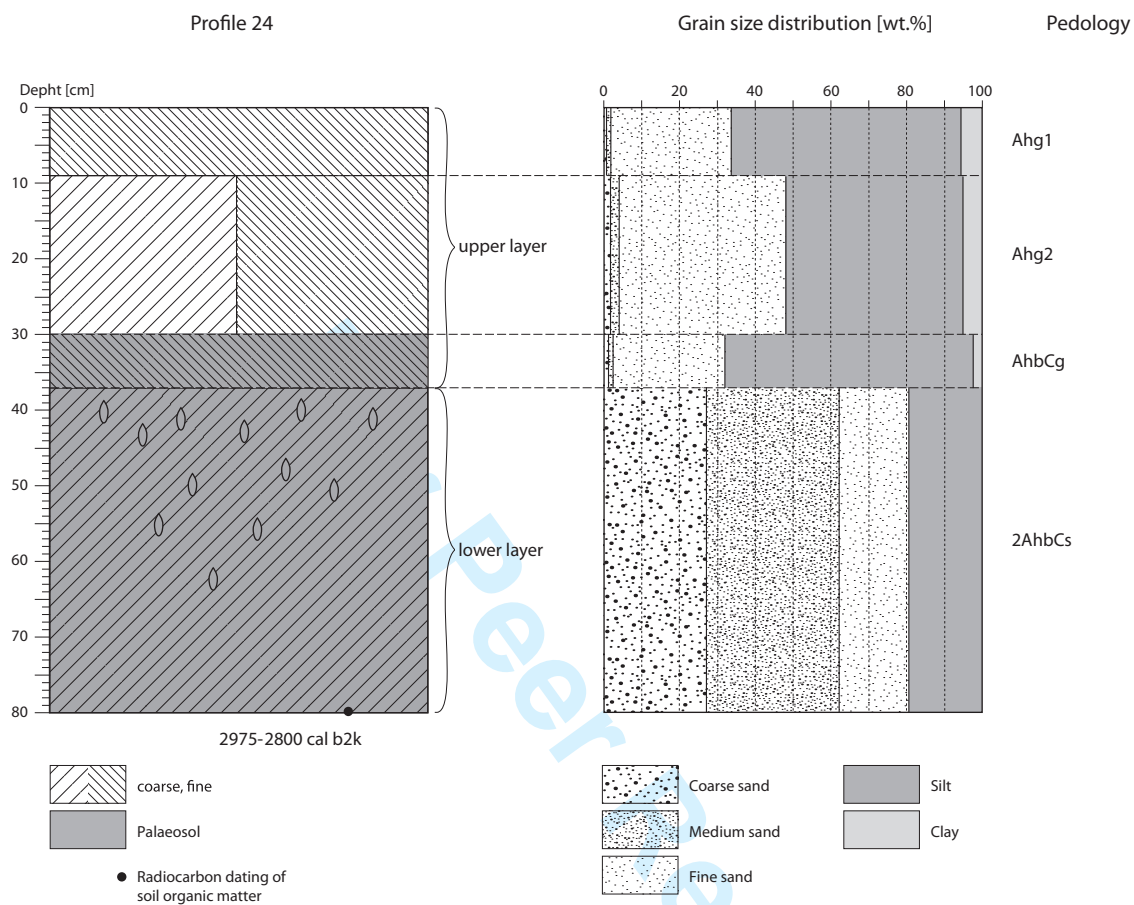 Profile 24
Grain size distribution [wt.%]
Pedology
Depht [cm]
0
10
20
30
40
50
60
70
80
0
20
40
60
80
100
upper layer
lower layer
Ahg1
Ahg2
AhbCg
2AhbCs
2975-2800 cal b2k
coarse, fine
Palaeosol
Radiocarbon dating of
soil organic matter
Coarse sand
Medium sand
Fine sand
Silt
Clay
Peer
Re